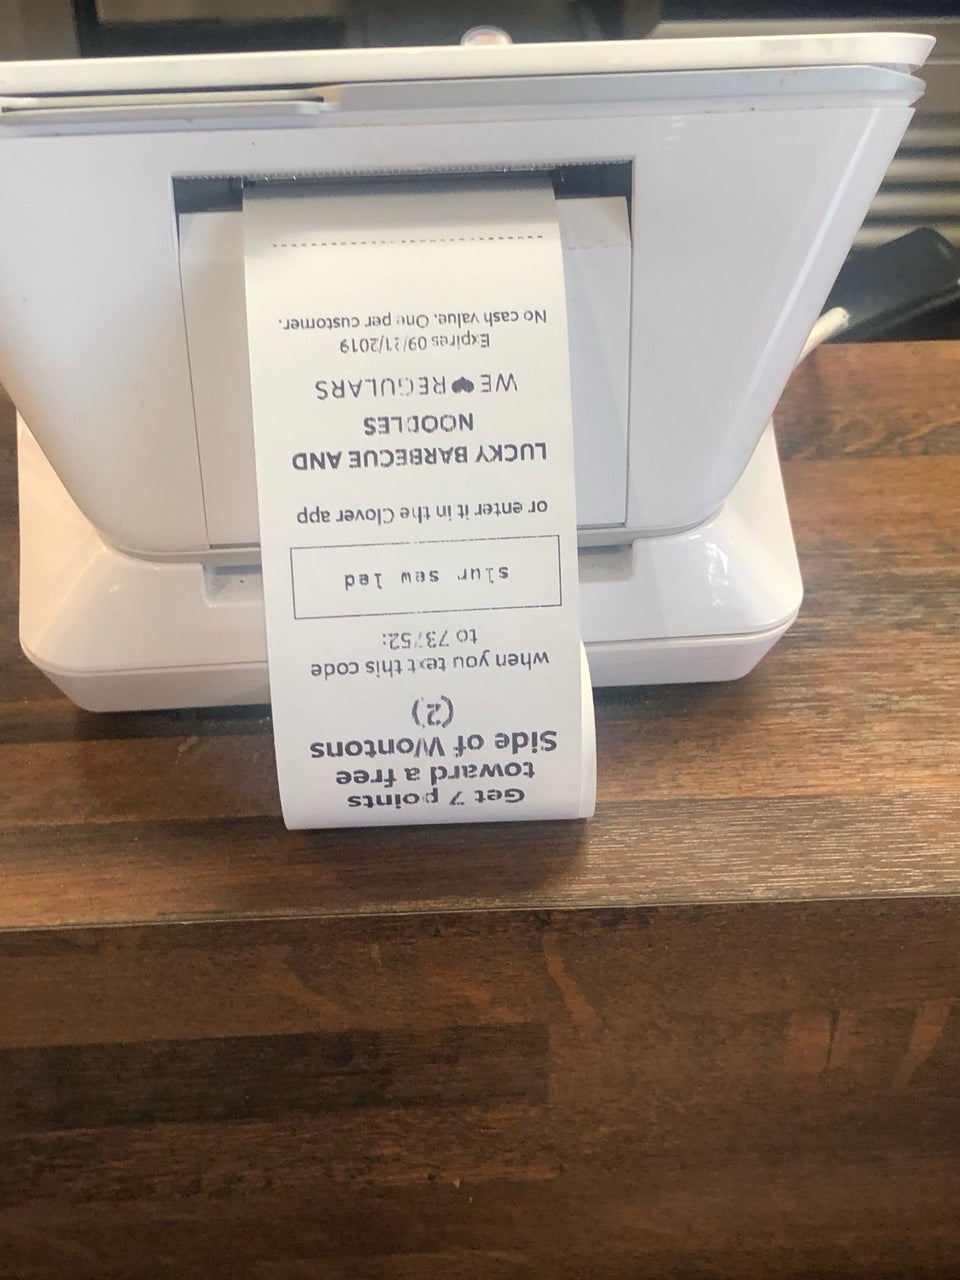 Get 7 points
toward a free
Side of Wontons
(2)
when you text this code
to 73752:
slur sew led
or enter it in the Clover app
LUCKY BARBECUE AND
NOODLES
WE ♥ REGULARS
Expires 09/21/2019
No cash value. One per customer.